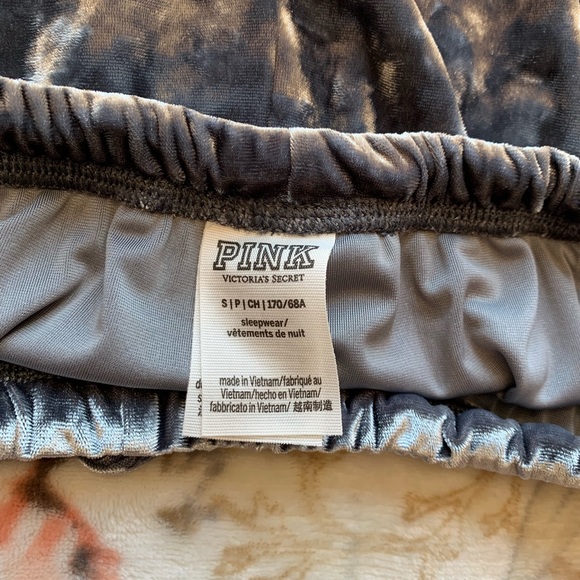 PINK
VICTORIA'S SECRET
S|P|CH|170/68A
sleepwear/
vêtements de nuit
made in Vietnam/fabriqué au
Vietnam/hecho en Vietnam/
fabbricato in Vietnam/ 越南制造